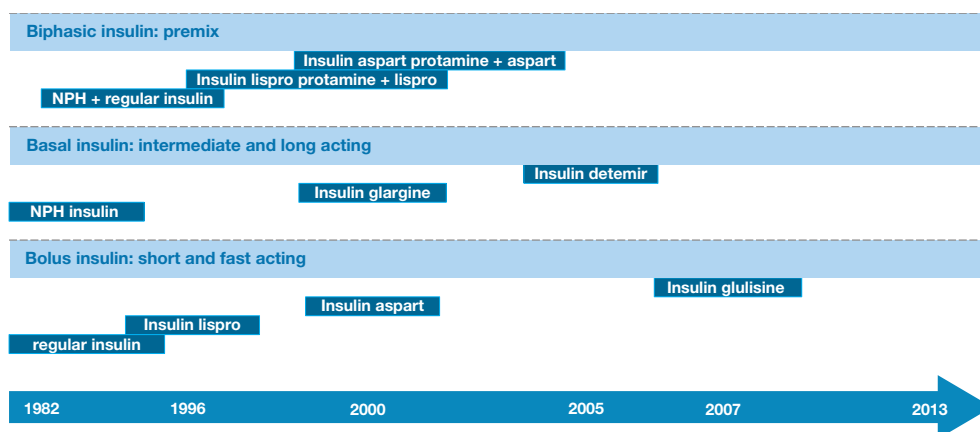 Biphasic insulin: premix
Insulin aspart protamine + aspart
Insulin lispro protamine + lispro
NPH + regular insulin
Basal insulin: intermediate and long acting
Insulin detemir
Insulin glargine
NPH insulin
Bolus insulin: short and fast acting
Insulin glulisine
Insulin aspart
Insulin lispro
regular insulin
1982 1996 2000 2005 2007 2013